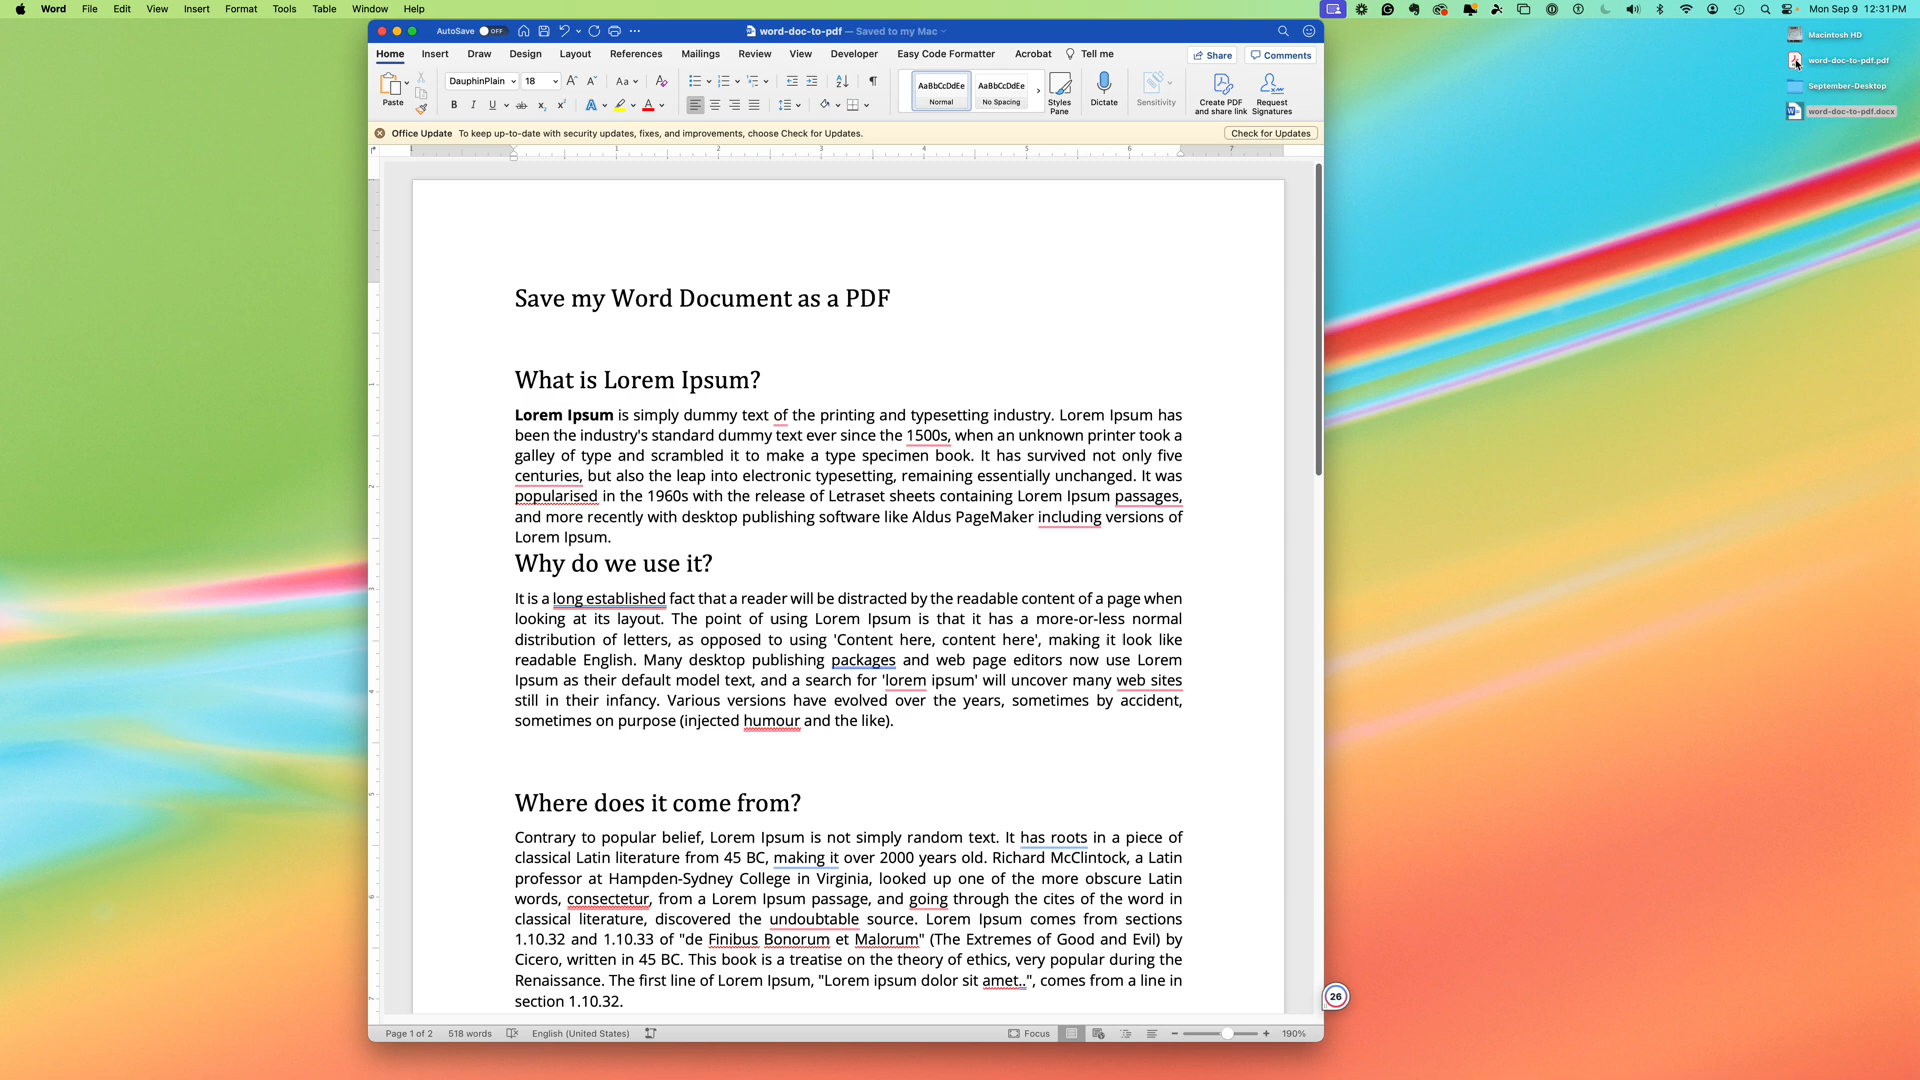 Word File Edit View Insert Format Tools Table Window Help
Mon Sep 9 12:31 PM
AutoSave OFF
word-doc-to-pdf — Saved to my Mac
Home Insert Draw Design Layout References Mailings Review View Developer Easy Code Formatter Acrobat Tell me
Share Comments
Paste
DauphinPlain 18
AaBbCcDdEe
Normal
AaBbCcDdEe
No Spacing
Styles
Pane
Dictate
Sensitivity
Create PDF
and share link
Request
Signatures
Office Update To keep up-to-date with security updates, fixes, and improvements, choose Check for Updates.
Check for Updates
Macintosh HD
word-doc-to-pdf.pdf
September-Desktop
word-doc-to-pdf.docx
1 1 2 3 4 5 6 7
Save my Word Document as a PDF
What is Lorem Ipsum?
Lorem Ipsum is simply dummy text of the printing and typesetting industry. Lorem Ipsum has
been the industry's standard dummy text ever since the 1500s, when an unknown printer took a
galley of type and scrambled it to make a type specimen book. It has survived not only five
centuries, but also the leap into electronic typesetting, remaining essentially unchanged. It was
popularised in the 1960s with the release of Letraset sheets containing Lorem Ipsum passages,
and more recently with desktop publishing software like Aldus PageMaker including versions of
Lorem Ipsum.
Why do we use it?
It is a long established fact that a reader will be distracted by the readable content of a page when
looking at its layout. The point of using Lorem Ipsum is that it has a more-or-less normal
distribution of letters, as opposed to using 'Content here, content here', making it look like
readable English. Many desktop publishing packages and web page editors now use Lorem
Ipsum as their default model text, and a search for 'lorem ipsum' will uncover many web sites
still in their infancy. Various versions have evolved over the years, sometimes by accident,
sometimes on purpose (injected humour and the like).
Where does it come from?
Contrary to popular belief, Lorem Ipsum is not simply random text. It has roots in a piece of
classical Latin literature from 45 BC, making it over 2000 years old. Richard McClintock, a Latin
professor at Hampden-Sydney College in Virginia, looked up one of the more obscure Latin
words, consectetur, from a Lorem Ipsum passage, and going through the cites of the word in
classical literature, discovered the undoubtable source. Lorem Ipsum comes from sections
1.10.32 and 1.10.33 of "de Finibus Bonorum et Malorum" (The Extremes of Good and Evil) by
Cicero, written in 45 BC. This book is a treatise on the theory of ethics, very popular during the
Renaissance. The first line of Lorem Ipsum, "Lorem ipsum dolor sit amet..", comes from a line in
section 1.10.32.
26
Page 1 of 2 518 words English (United States) Focus 190%